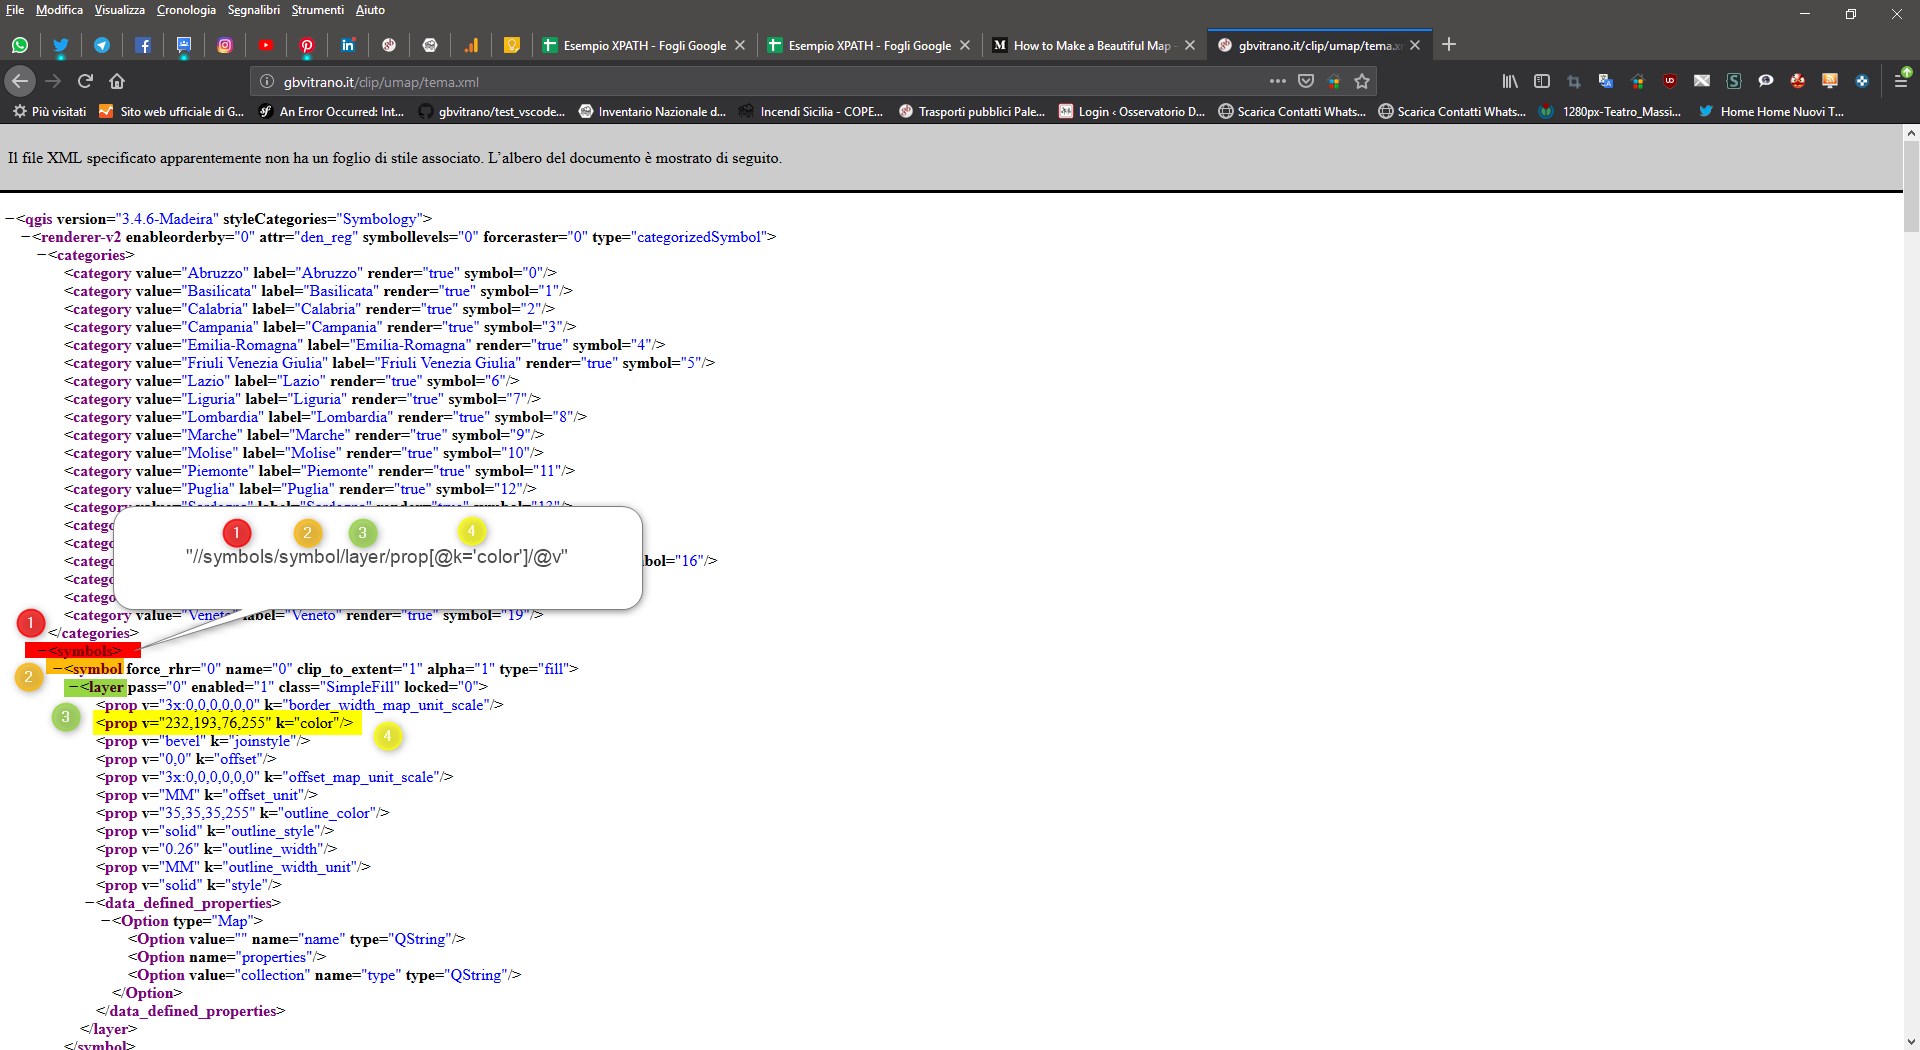 File Modifica Visualizza Cronologia Segnalibri Strumenti Aiuto
Esempio XPATH - Fogli Google
Esempio XPATH - Fogli Google
How to Make a Beautiful Map
gbvitrano.it/clip/umap/tema.x
gbvitrano.it/clip/umap/tema.xml
Più visitati
Sito web ufficiale di G...
An Error Occurred: Int...
gbvitrano/test_vscode...
Inventario Nazionale d...
Incendi Sicilia - COPE...
Trasporti pubblici Pale...
Login ‹ Osservatorio D...
Scarica Contatti Whats...
Scarica Contatti Whats...
1280px-Teatro_Massi...
Home Home Nuovi T...
Il file XML specificato apparentemente non ha un foglio di stile associato. L’albero del documento è mostrato di seguito.
−<qgis version="3.4.6-Madeira" styleCategories="Symbology">
−<renderer-v2 enableorderby="0" attr="den_reg" symbollevels="0" forceraster="0" type="categorizedSymbol">
−<categories>
<category value="Abruzzo" label="Abruzzo" render="true" symbol="0"/>
<category value="Basilicata" label="Basilicata" render="true" symbol="1"/>
<category value="Calabria" label="Calabria" render="true" symbol="2"/>
<category value="Campania" label="Campania" render="true" symbol="3"/>
<category value="Emilia-Romagna" label="Emilia-Romagna" render="true" symbol="4"/>
<category value="Friuli Venezia Giulia" label="Friuli Venezia Giulia" render="true" symbol="5"/>
<category value="Lazio" label="Lazio" render="true" symbol="6"/>
<category value="Liguria" label="Liguria" render="true" symbol="7"/>
<category value="Lombardia" label="Lombardia" render="true" symbol="8"/>
<category value="Marche" label="Marche" render="true" symbol="9"/>
<category value="Molise" label="Molise" render="true" symbol="10"/>
<category value="Piemonte" label="Piemonte" render="true" symbol="11"/>
<category value="Puglia" label="Puglia" render="true" symbol="12"/>
<catego
<catego
<catego
<catego bol="16"/>
<catego
<catego
1 2 3 4
"//symbols/symbol/layer/prop[@k='color']/@v"
<category value="Veneto" label="Veneto" render="true" symbol="19"/>
1
</categories>
−<symbols>
2
−<symbol force_rhr="0" name="0" clip_to_extent="1" alpha="1" type="fill">
−<layer pass="0" enabled="1" class="SimpleFill" locked="0">
<prop v="3x:0,0,0,0,0,0" k="border_width_map_unit_scale"/>
3
<prop v="232,193,76,255" k="color"/>
4
<prop v="bevel" k="joinstyle"/>
<prop v="0,0" k="offset"/>
<prop v="3x:0,0,0,0,0,0" k="offset_map_unit_scale"/>
<prop v="MM" k="offset_unit"/>
<prop v="35,35,35,255" k="outline_color"/>
<prop v="solid" k="outline_style"/>
<prop v="0.26" k="outline_width"/>
<prop v="MM" k="outline_width_unit"/>
<prop v="solid" k="style"/>
−<data_defined_properties>
−<Option type="Map">
<Option value="" name="name" type="QString"/>
<Option name="properties"/>
<Option value="collection" name="type" type="QString"/>
</Option>
</data_defined_properties>
</layer>
</symbol>